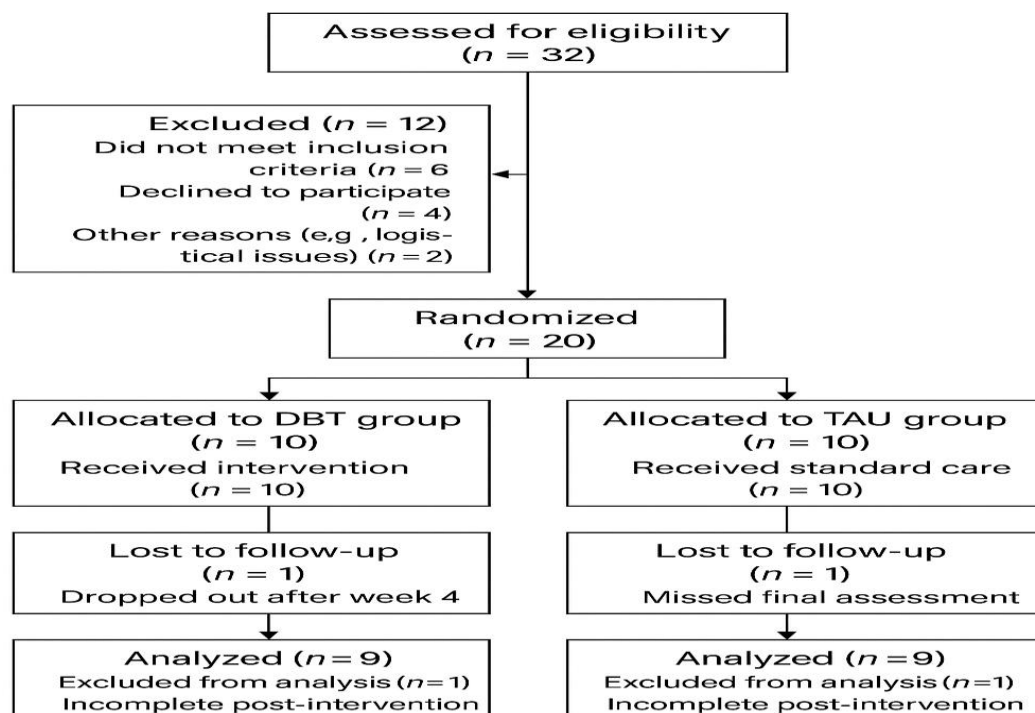 Assessed for eligibility
(n = 32)
Excluded (n = 12)
Did not meet inclusion
criteria (n = 6
Declined to participate
(n = 4)
Other reasons (e,g , logis-
tical issues) (n = 2)
Randomized
(n = 20)
Allocated to DBT group
(n = 10)
Received intervention
(n = 10)
Allocated to TAU group
(n = 10)
Received standard care
(n = 10)
Lost to follow-up
(n = 1)
Dropped out after week 4
Lost to follow-up
(n = 1)
Missed final assessment
Analyzed (n = 9)
Excluded from analysis (n=1)
Incomplete post-intervention
Analyzed (n = 9)
Excluded from analysis (n=1)
Incomplete post-intervention